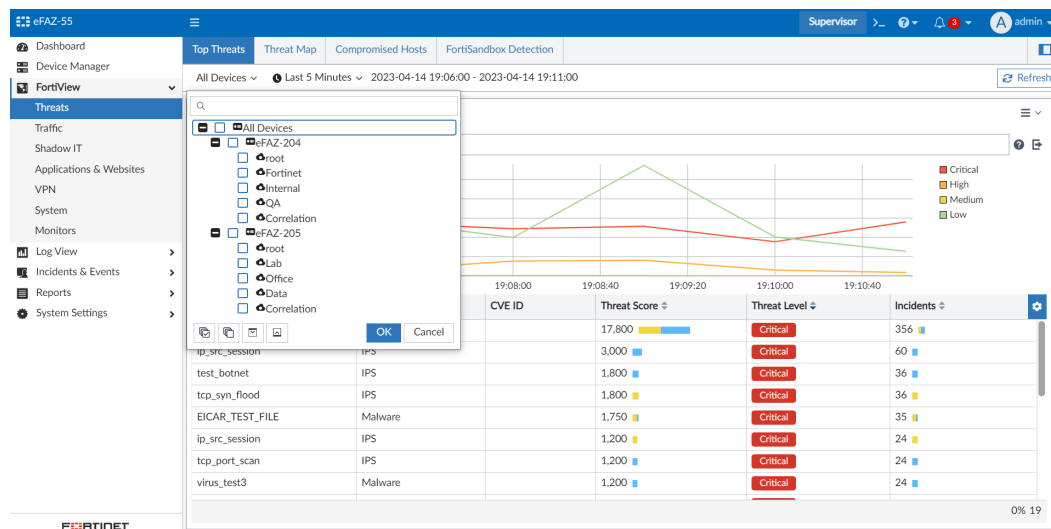 eFAZ-55
Supervisor >_ 3 A admin
Dashboard
Device Manager
FortiView
Threats
Traffic
Shadow IT
Applications & Websites
VPN
System
Monitors
Log View
Incidents & Events
Reports
System Settings
FORTINET
Top Threats Threat Map Compromised Hosts FortiSandbox Detection
All Devices Last 5 Minutes 2023-04-14 19:06:00 - 2023-04-14 19:11:00 Refresh
All Devices
eFAZ-204
root
Fortinet
Internal
QA
Correlation
eFAZ-205
root
Lab
Office
Data
Correlation
OK Cancel
Critical
High
Medium
Low
19:08:00 19:08:40 19:09:20 19:10:00 19:10:40
CVE ID Threat Score Threat Level Incidents
17,800 Critical 356
ip_src_session IPS 3,000 Critical 60
test_botnet IPS 1,800 Critical 36
tcp_syn_flood IPS 1,800 Critical 36
EICAR_TEST_FILE Malware 1,750 Critical 35
ip_src_session IPS 1,200 Critical 24
tcp_port_scan IPS 1,200 Critical 24
virus_test3 Malware 1,200 Critical 24
0% 19